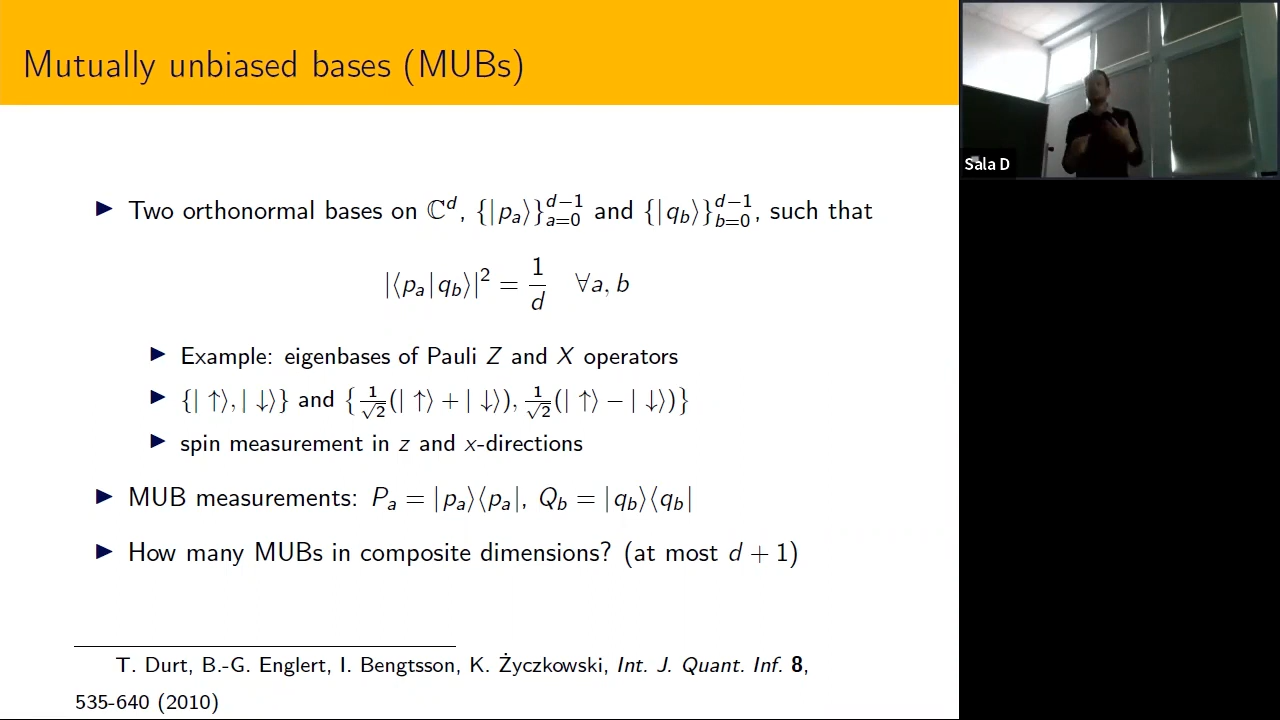 Mutually unbiased bases (MUBs)
Sala D
▶ Two orthonormal bases on ℂ^d, {|p_a⟩}_{a=0}^{d−1} and {|q_b⟩}_{b=0}^{d−1}, such that
|⟨p_a|q_b⟩|² = 1/d ∀a, b
▶ Example: eigenbases of Pauli Z and X operators
▶ {|↑⟩, |↓⟩} and {1/√2(|↑⟩ + |↓⟩), 1/√2(|↑⟩ − |↓⟩)}
▶ spin measurement in z and x-directions
▶ MUB measurements: P_a = |p_a⟩⟨p_a|, Q_b = |q_b⟩⟨q_b|
▶ How many MUBs in composite dimensions? (at most d + 1)
T. Durt, B.-G. Englert, I. Bengtsson, K. Życzkowski, Int. J. Quant. Inf. 8,
535-640 (2010)